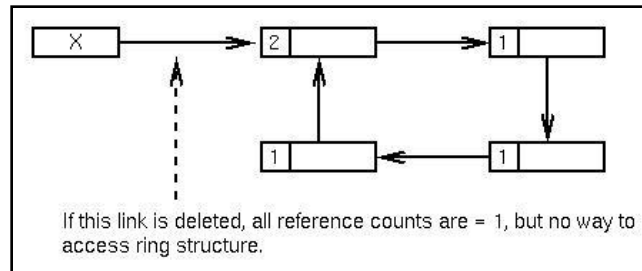 X
2
1
1
1
If this link is deleted, all reference counts are = 1, but no way to
access ring structure.